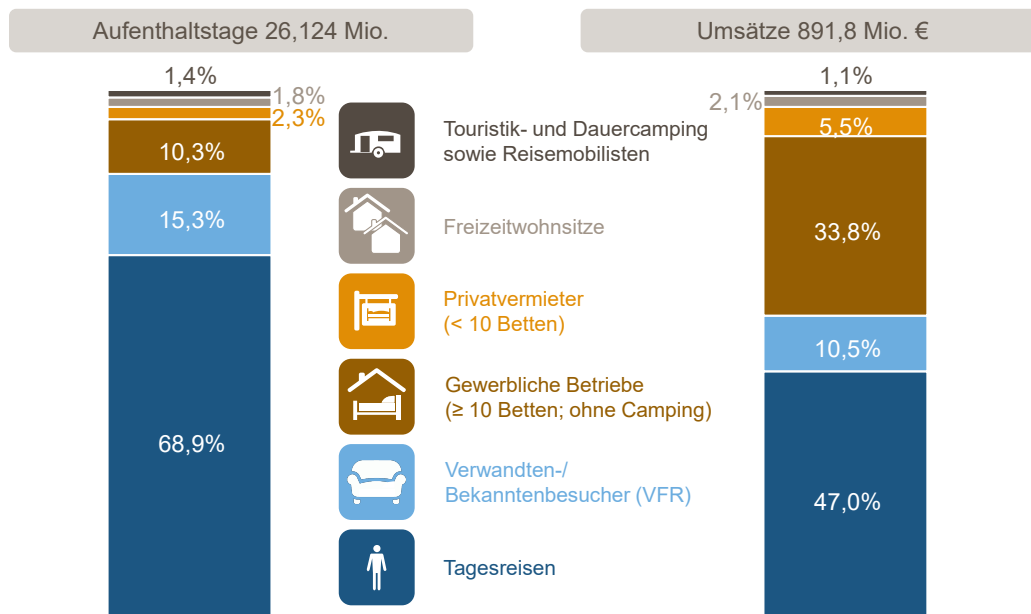 Aufenthaltstage 26,124 Mio.
Umsätze 891,8 Mio. €
1,4%
1,8%
2,3%
10,3%
15,3%
68,9%
Touristik- und Dauercamping
sowie Reisemobilisten
Freizeitwohnsitze
Privatvermieter
(< 10 Betten)
Gewerbliche Betriebe
(≥ 10 Betten; ohne Camping)
Verwandten-/
Bekanntenbesucher (VFR)
Tagesreisen
1,1%
2,1%
5,5%
33,8%
10,5%
47,0%